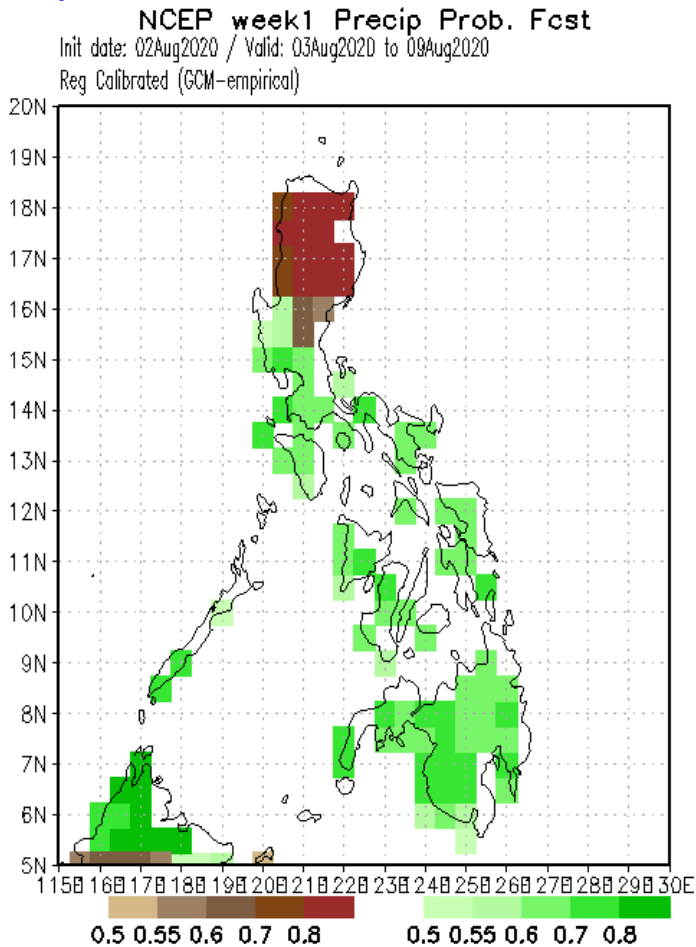 NCEP week1 Precip Prob. Fcst
Init date: 02Aug2020 / Valid: 03Aug2020 to 09Aug2020
Reg Calibrated (GCM-empirical)
20N
19N
18N
17N
16N
15N
14N
13N
12N
11N
10N
9N
8N
7N
6N
5N
115E 116E 117E 118E 119E 120E 121E 122E 123E 124E 125E 126E 127E 128E 129E 130E
0.5 0.55 0.6 0.7 0.8 0.5 0.55 0.6 0.7 0.8